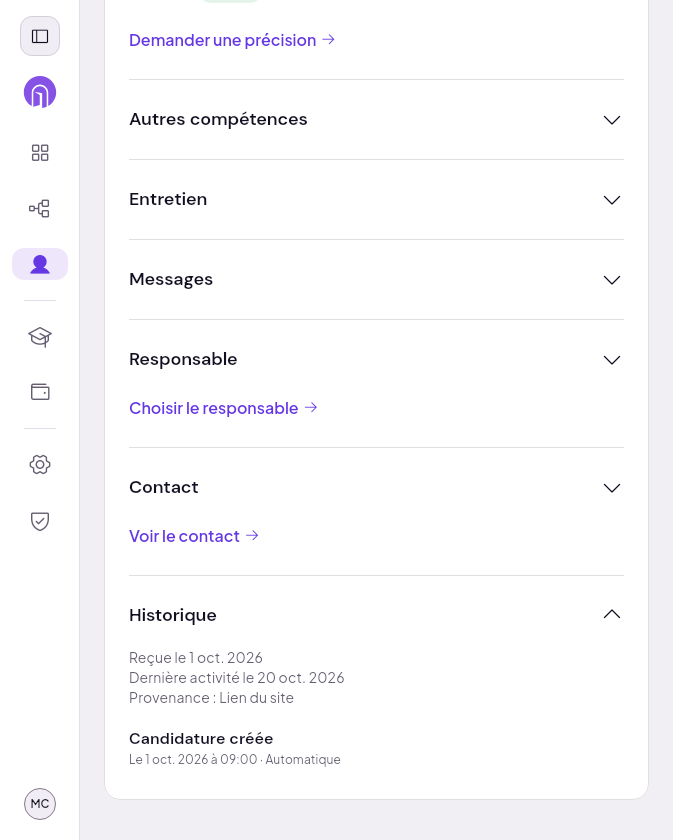 Demander une précision
Autres compétences
Entretien
Messages
Responsable
Choisir le responsable
Contact
Voir le contact
Historique
Reçue le 1 oct. 2026
Dernière activité le 20 oct. 2026
Provenance : Lien du site
Candidature créée
Le 1 oct. 2026 à 09:00 · Automatique
MC